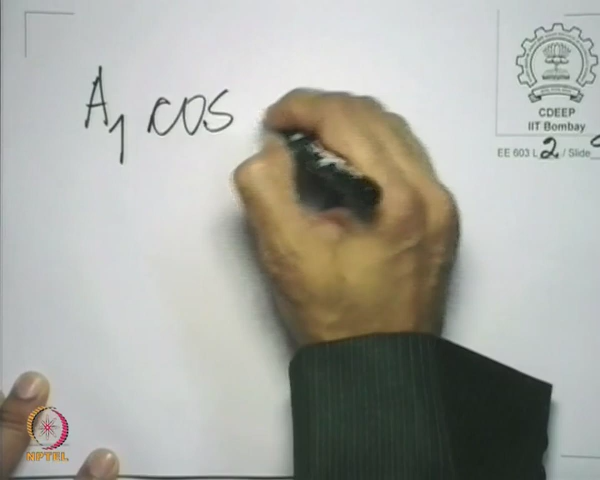 A₁ cos
CDEEP
IIT Bombay
EE 603 L 2 / Slide
NPTEL